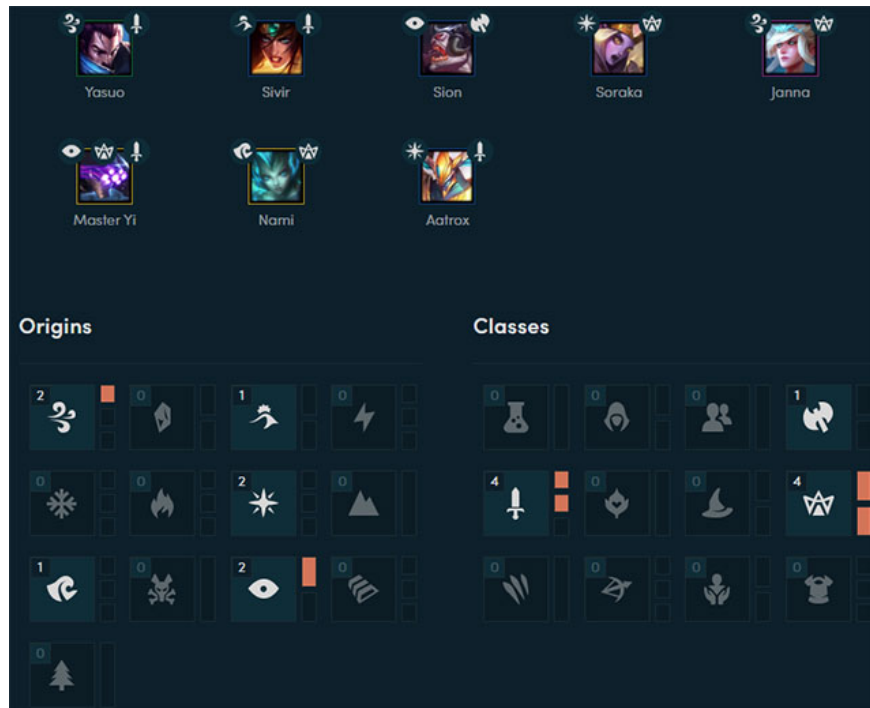 Yasuo Sivir Sion Soraka Janna
Master Yi Nami Aatrox
Origins Classes
2 0 1 0 0 0 0 1
0 0 2 0 4 0 0 4
1 0 2 0 0 0 0 0
0